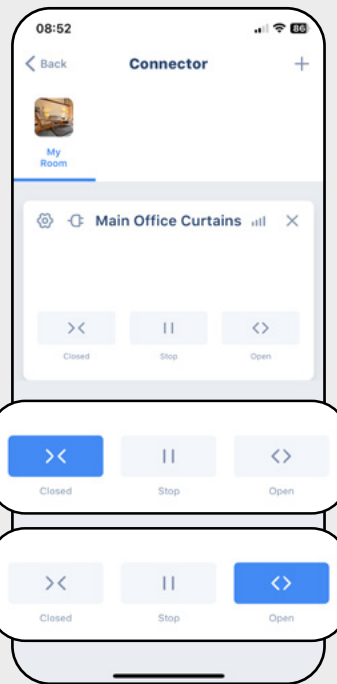 08:52 86
Back Connector +
My
Room
Main Office Curtains
Closed Stop Open
Closed Stop Open
Closed Stop Open